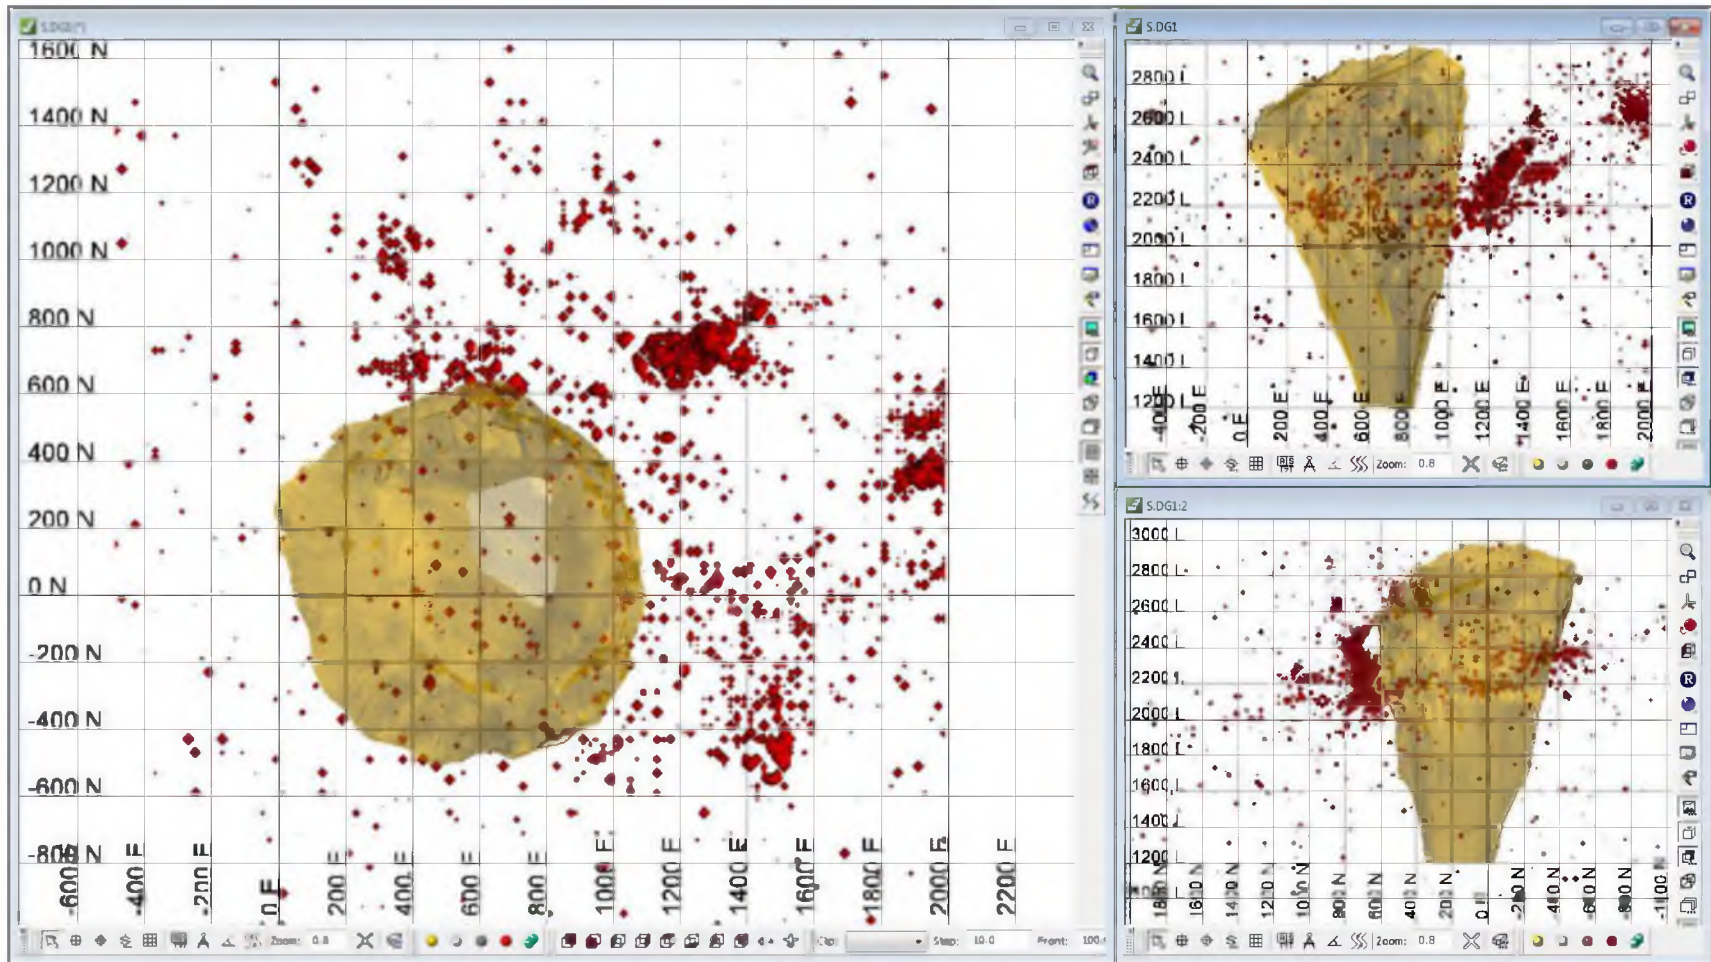 S.DG1
1600 N
1400 N
1200 N
1000 N
800 N
600 N
400 N
200 N
0 N
-200 N
-400 N
-600 N
-800 N
-600 E
-400 E
-200 E
0 E
200 E
400 E
600 E
800 E
1000 E
1200 E
1400 E
1600 E
1800 E
2000 E
2200 E
Zoom: 0.8
Step: 10.0
Front: 100.
2800 L
2600 L
2400 L
2200 L
2000 L
1800 L
1600 L
1400 L
1200 L
-400 E
-200 E
0 E
200 E
400 E
600 E
800 E
1000 E
1200 E
1400 E
1600 E
1800 E
2000 E
Zoom: 0.8
S.DG1:2
3000 L
2800 L
2600 L
2400 L
2200 L
2000 L
1800 L
1600 L
1400 L
1200 L
1800 N
1600 N
1400 N
1200 N
1000 N
800 N
600 N
400 N
200 N
0 N
-200 N
-400 N
-600 N
-800 N
-1000 N
Zoom: 0.8